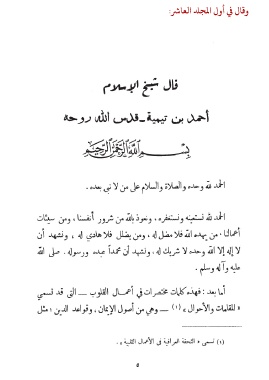 وقال في أول المجلد العاشر:
قال شيخ الإسلام
أحمد بن تيمية ـ قدس الله روحه
بسم الله الرحمن الرحيم
الحمد لله وحده والصلاة والسلام على من لا نبي بعده.
الحمد لله نستعينه ونستغفره، ونعوذ بالله من شرور أنفسنا، ومن سيئات
أعمالنا، من يهده الله فلا مضل له، ومن يضلل فلا هادي له، ونشهد أن
لا إله إلا الله وحده لا شريك له، ونشهد أن محمداً عبده ورسوله. صلى الله
عليه وآله وسلم.
أما بعد: فهذه كلمات مختصرات في أعمال القلوب ـ التي قد تسمى
« المقامات والأحوال » (١) ـ وهي من أصول الإيمان، وقواعد الدين؛ مثل
(١) تسمى « التحفة العراقية في الأعمال القلبية ».
٥